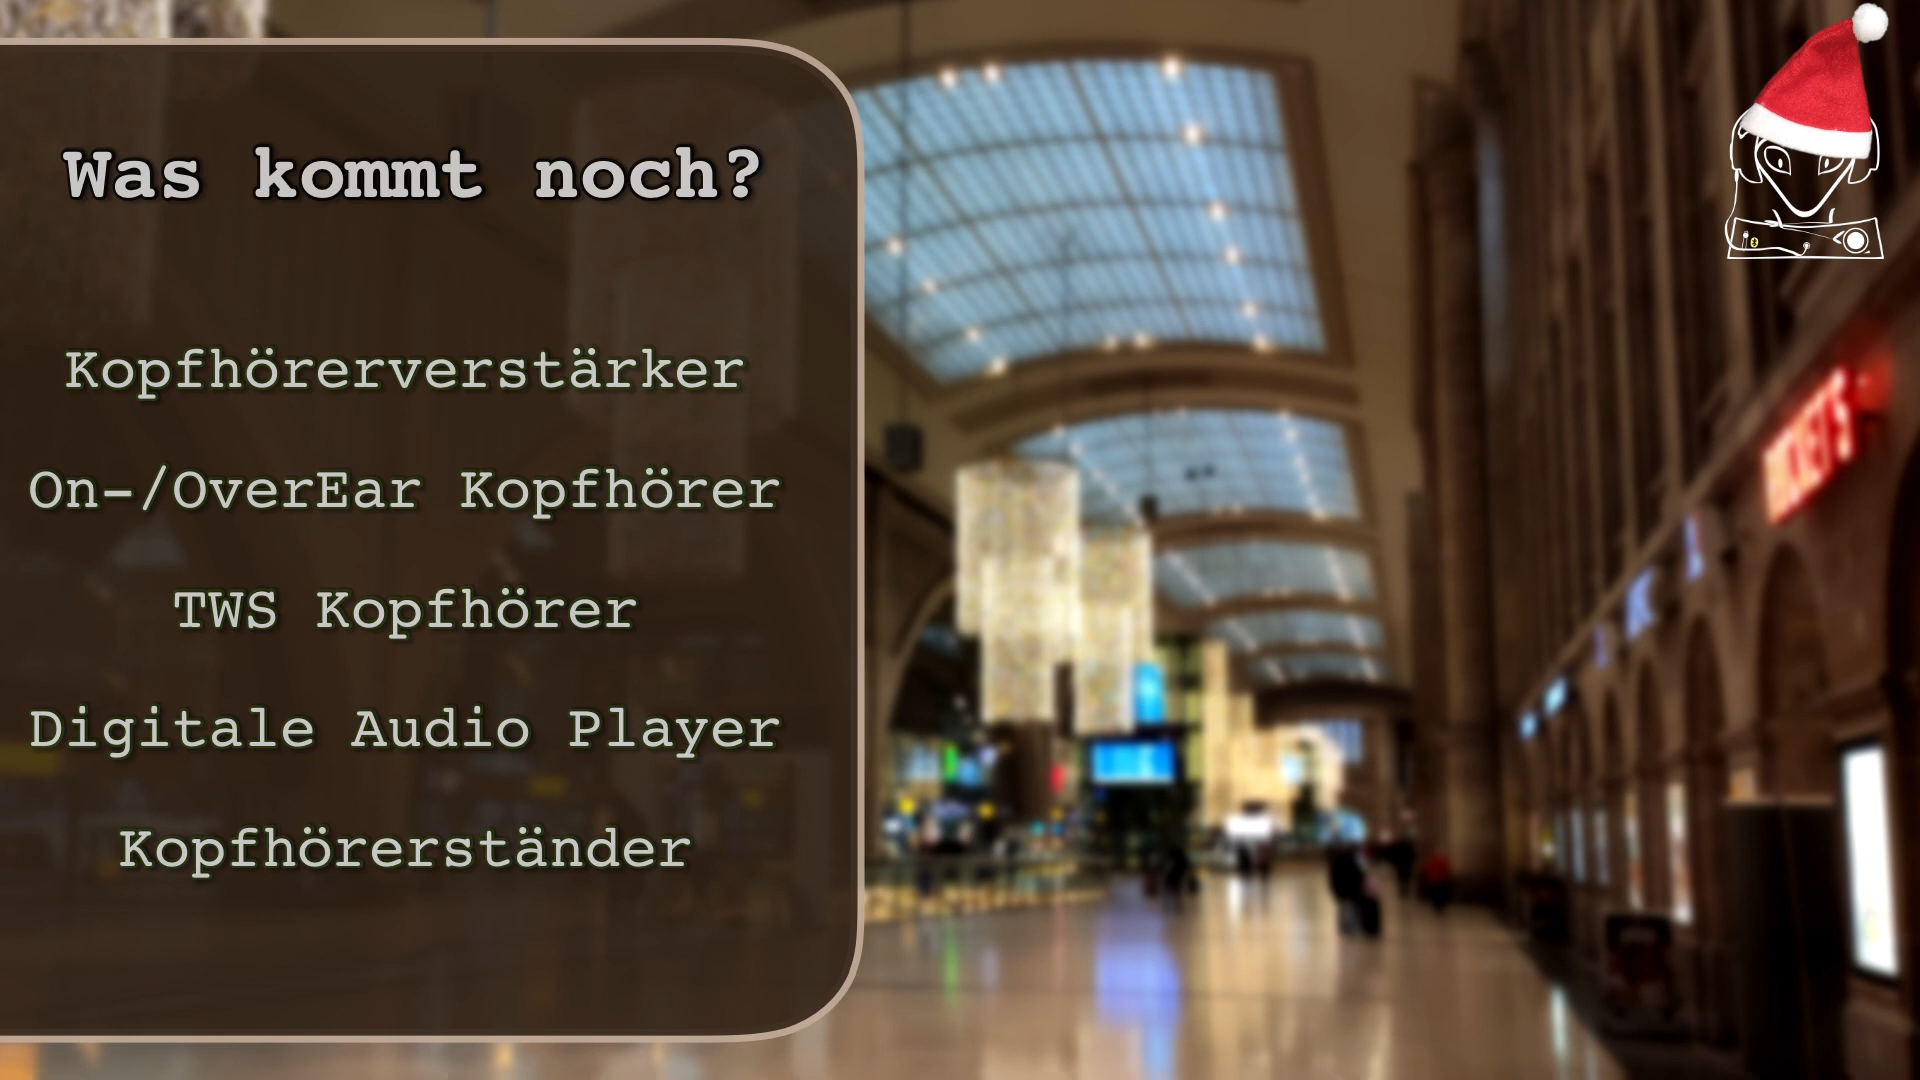 Was kommt noch?
Kopfhörerverstärker
On-/OverEar Kopfhörer
TWS Kopfhörer
Digitale Audio Player
Kopfhörerständer